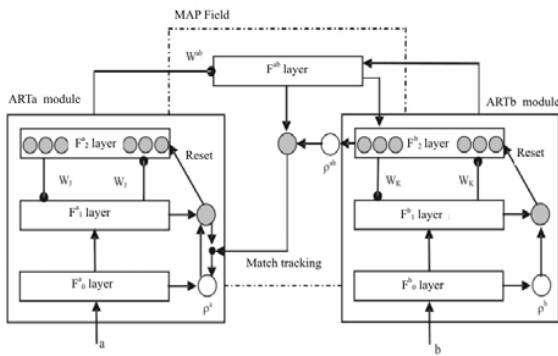 MAP Field
W^ab
F^ab layer
ARTa module
ARTb module
F^a_2 layer
Reset
ρ^ab
F^b_2 layer
Reset
W_J
W_J
W_K
W_K
F^a_1 layer
F^b_1 layer
Match tracking
F^a_0 layer
F^b_0 layer
ρ^a
ρ^b
a
b